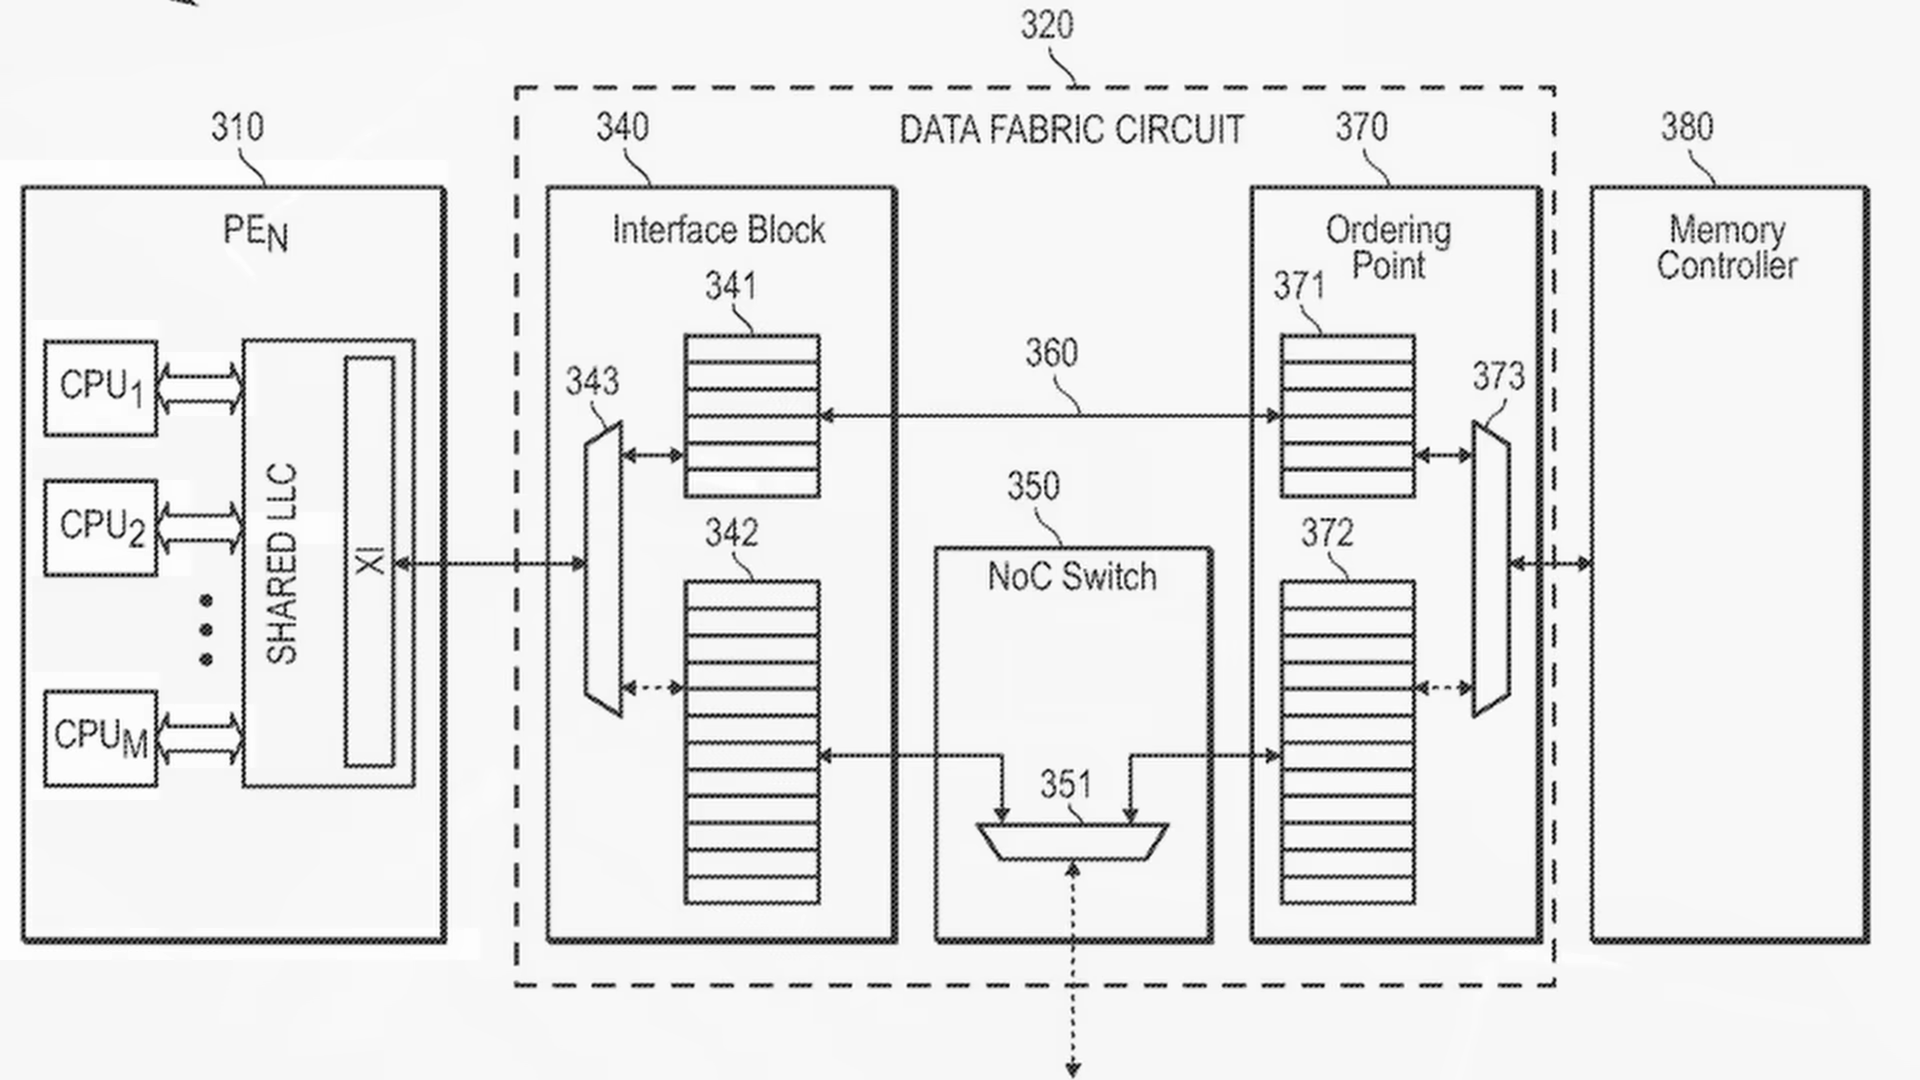 320
310
340
DATA FABRIC CIRCUIT
370
380
PEN
Interface Block
Ordering
Point
Memory
Controller
341
371
360
343
373
CPU1
350
342
372
CPU2
SHARED LLC
XI
NoC Switch
CPUM
351